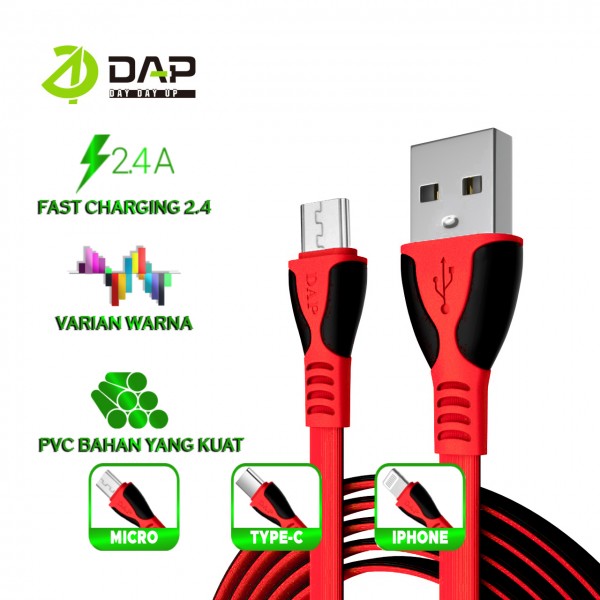 DAP
DAY DAY UP
2.4A
FAST CHARGING 2.4
VARIAN WARNA
PVC BAHAN YANG KUAT
DAP
MICRO
TYPE-C
IPHONE